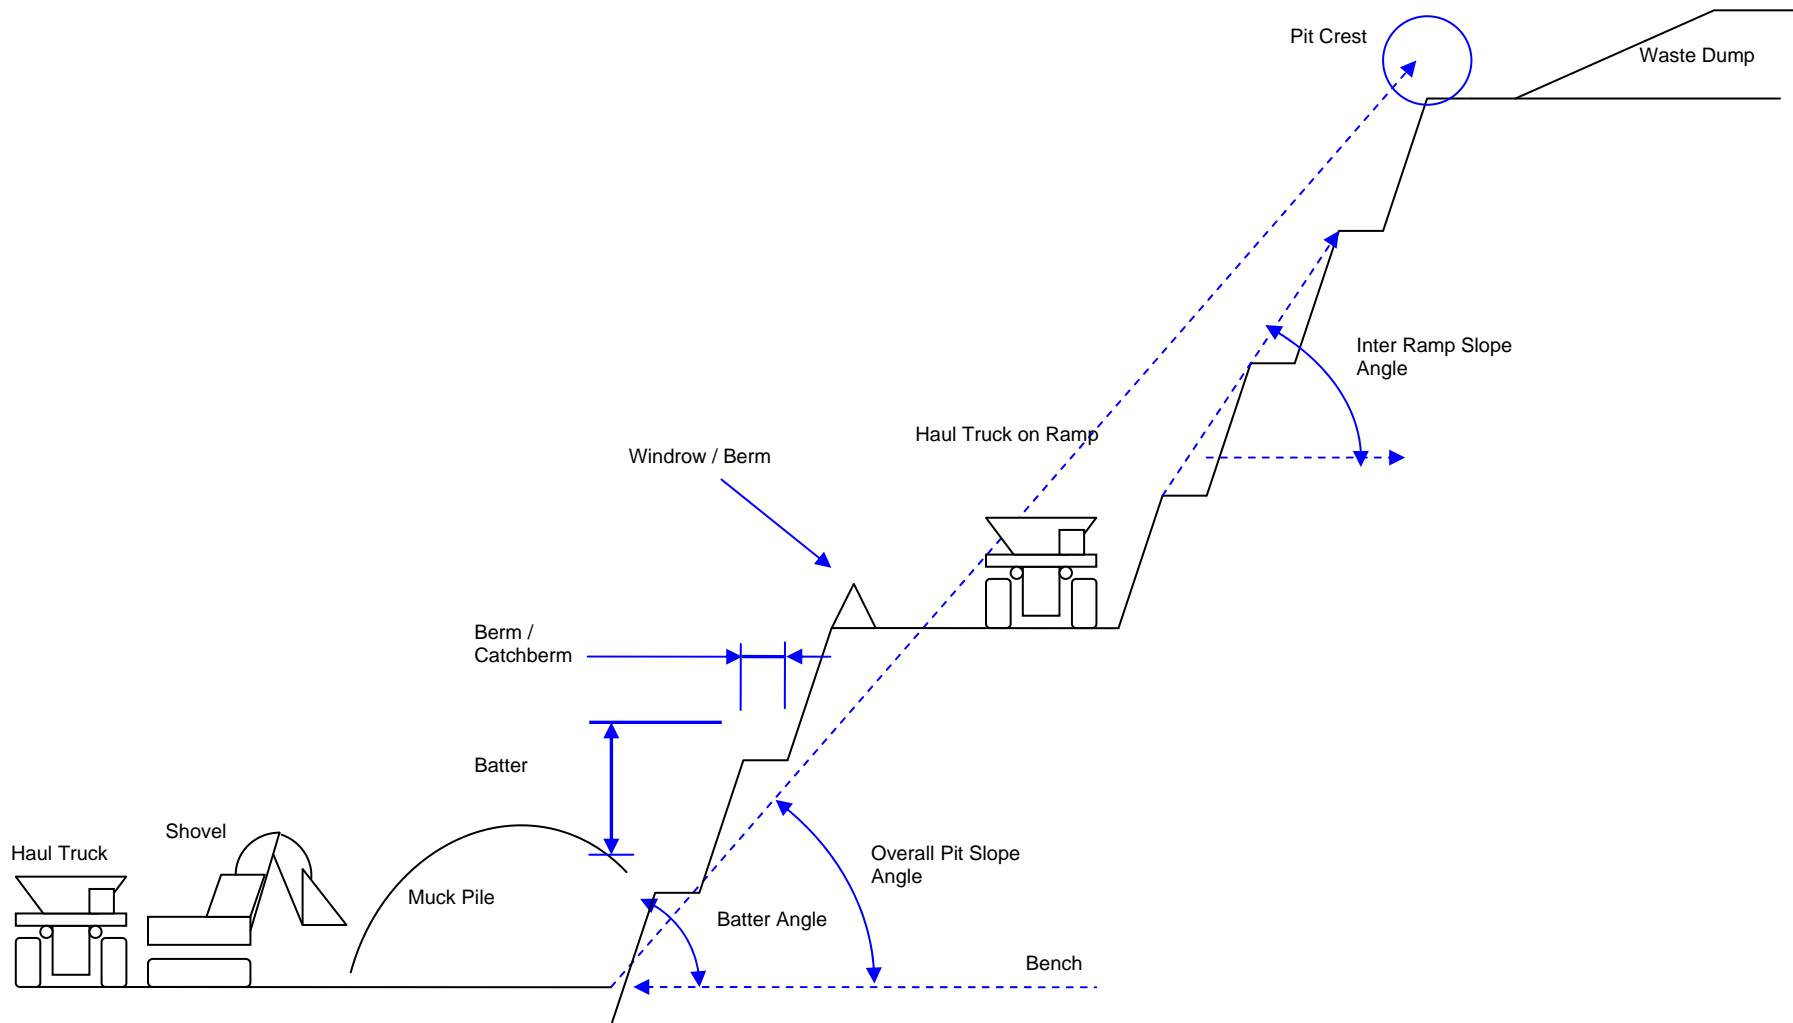 Pit Crest
Waste Dump
Inter Ramp Slope
Angle
Haul Truck on Ramp
Windrow / Berm
Berm /
Catchberm
Batter
Shovel
Haul Truck
Muck Pile
Overall Pit Slope
Angle
Batter Angle
Bench